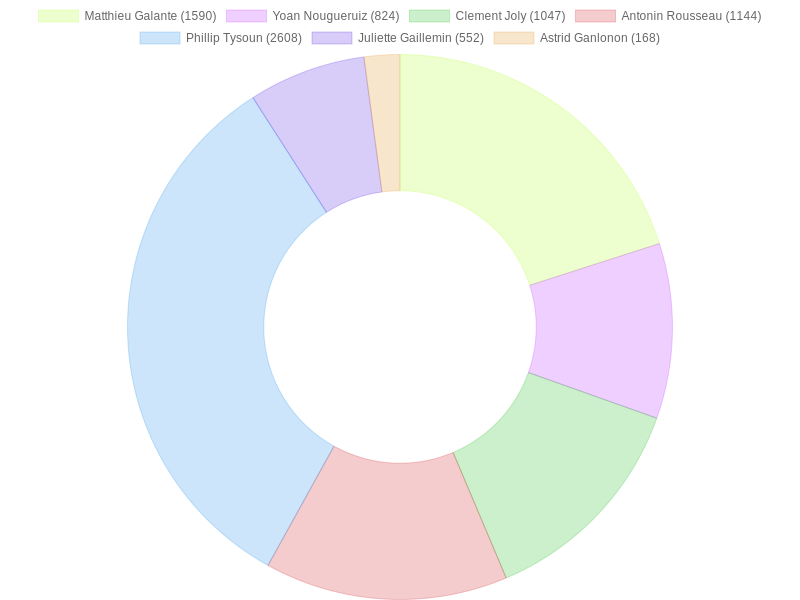 Matthieu Galante (1590) Yoan Nougueruiz (824) Clement Joly (1047) Antonin Rousseau (1144)
Phillip Tysoun (2608) Juliette Gaillemin (552) Astrid Ganlonon (168)